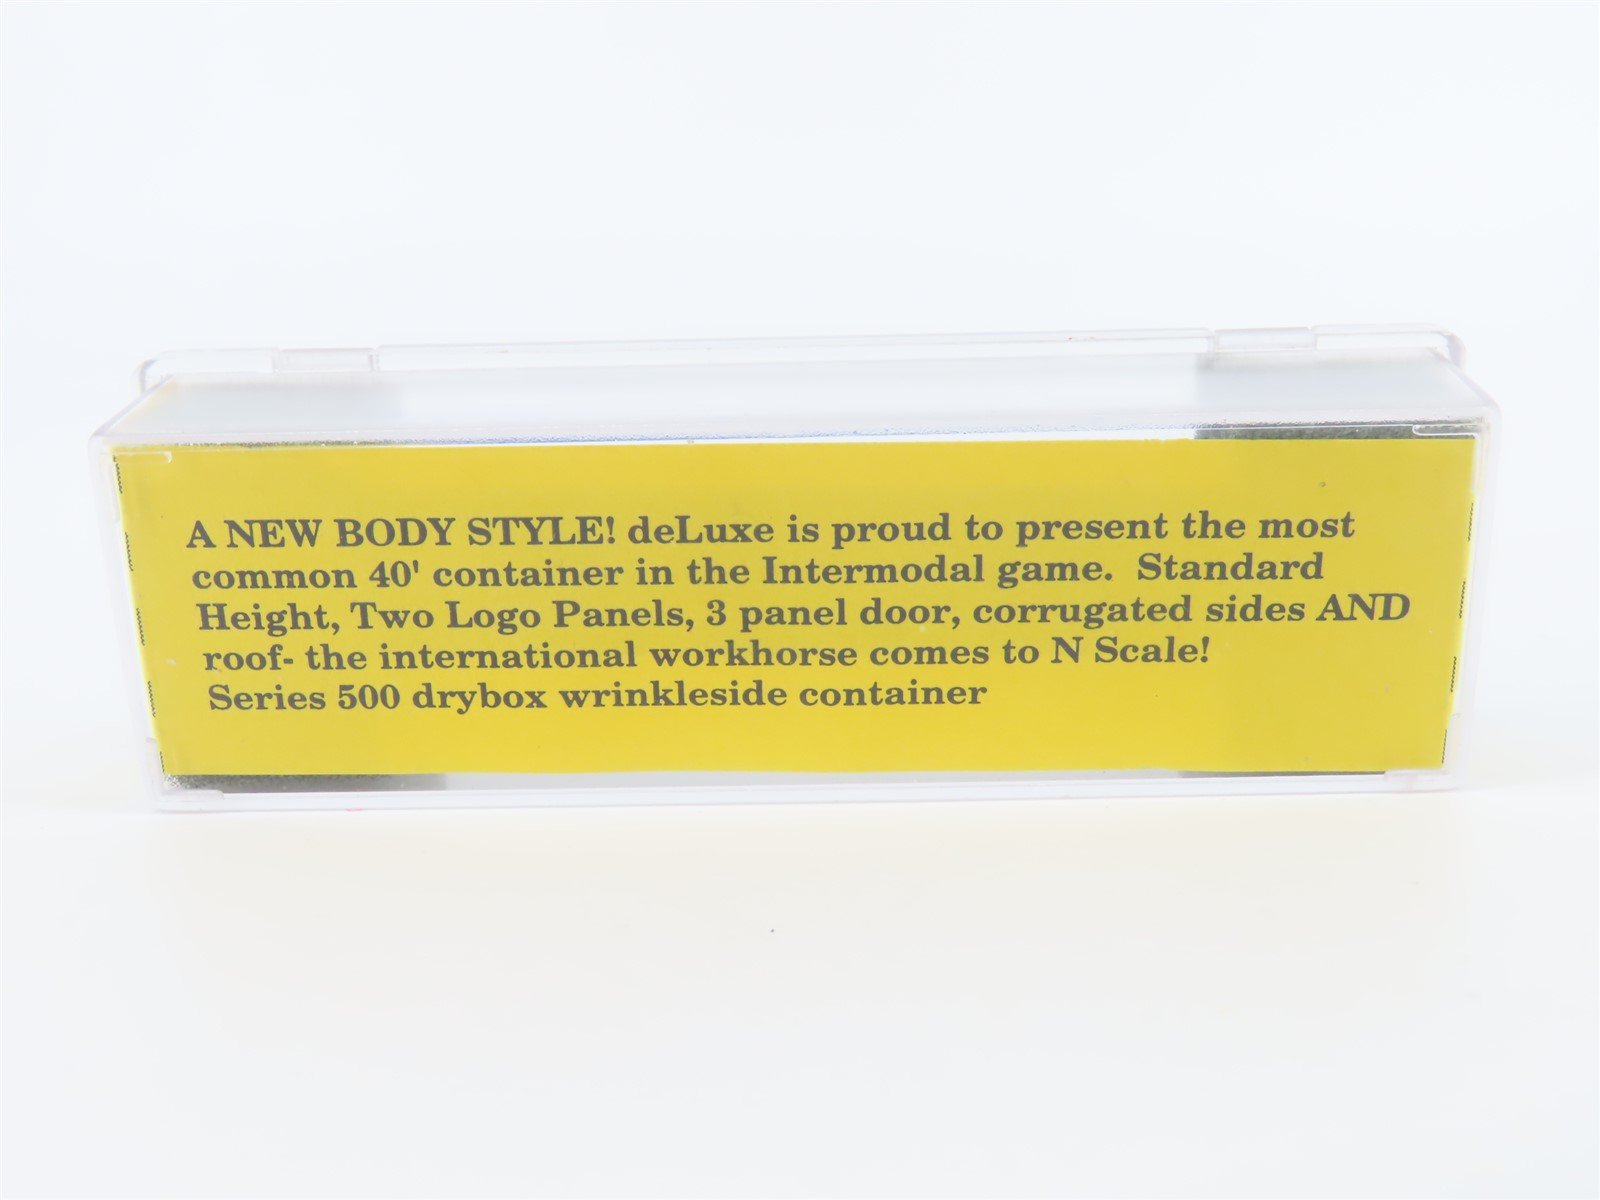 A NEW BODY STYLE! deLuxe is proud to present the most
common 40' container in the Intermodal game.  Standard
Height, Two Logo Panels, 3 panel door, corrugated sides AND
roof- the international workhorse comes to N Scale!
Series 500 drybox wrinkleside container